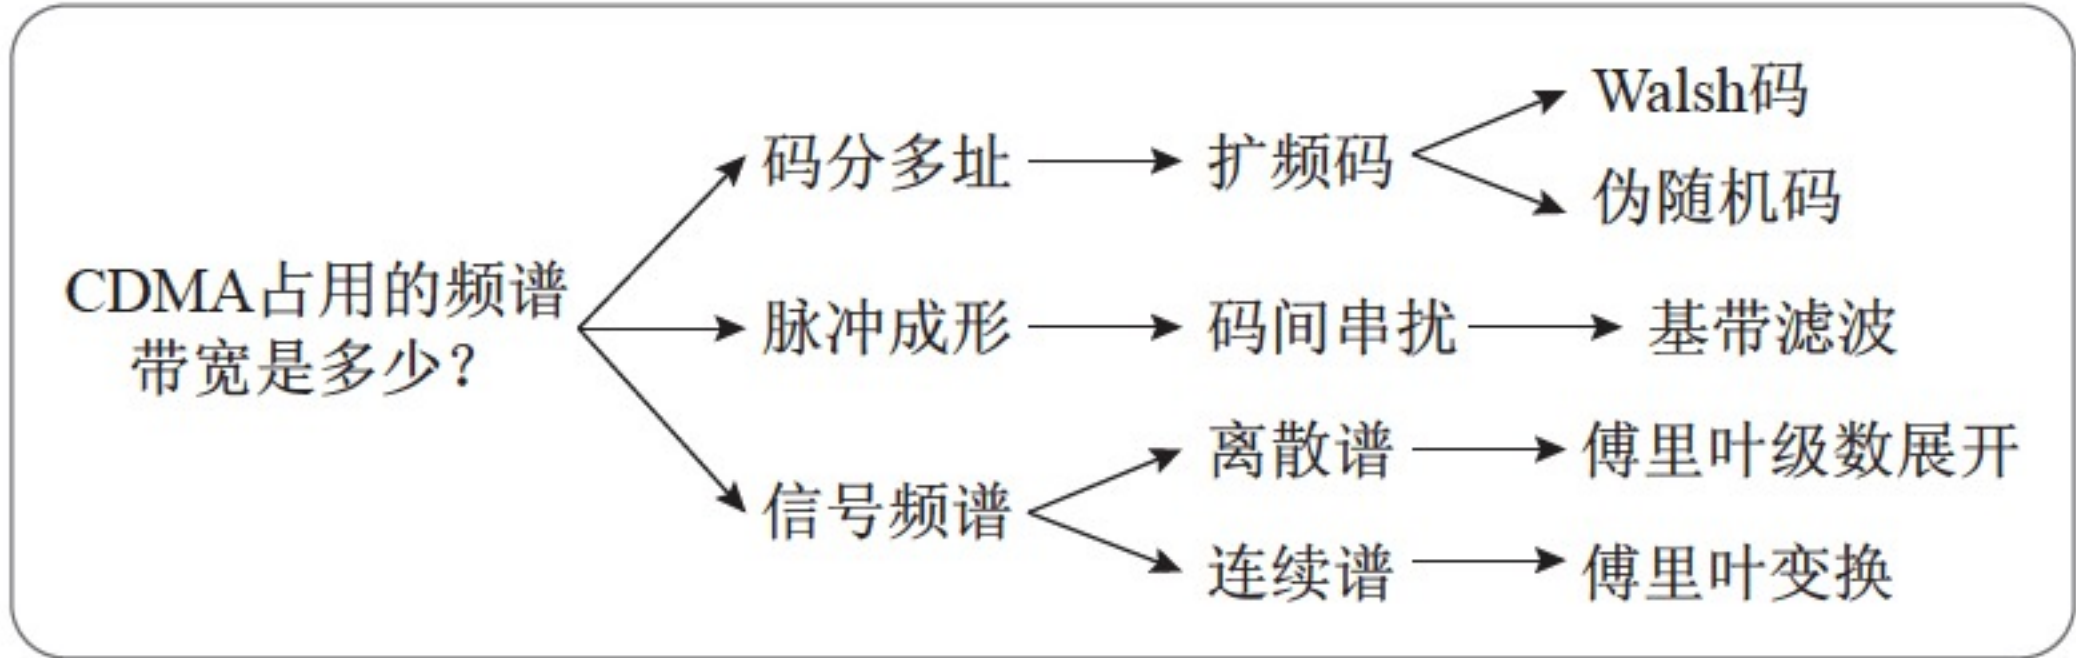 CDMA占用的频谱
带宽是多少？
码分多址
扩频码
Walsh码
伪随机码
脉冲成形
码间串扰
基带滤波
信号频谱
离散谱
傅里叶级数展开
连续谱
傅里叶变换